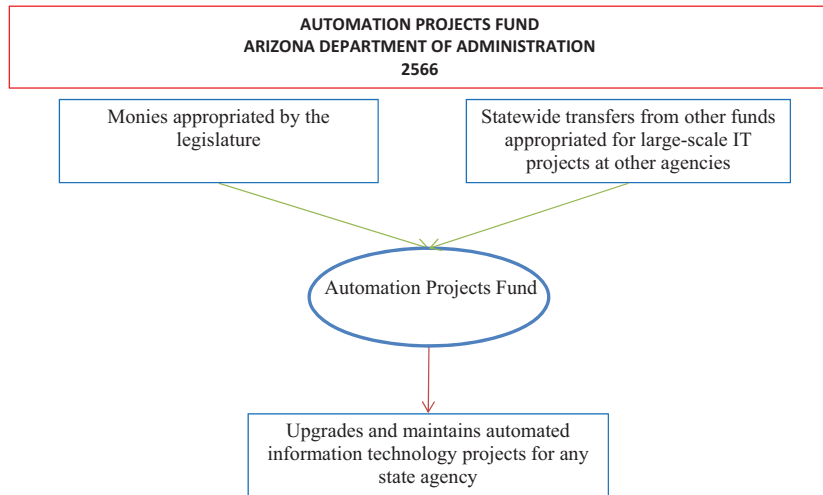 AUTOMATION PROJECTS FUND
ARIZONA DEPARTMENT OF ADMINISTRATION
2566
Monies appropriated by the
legislature
Statewide transfers from other funds
appropriated for large-scale IT
projects at other agencies
Automation Projects Fund
Upgrades and maintains automated
information technology projects for any
state agency